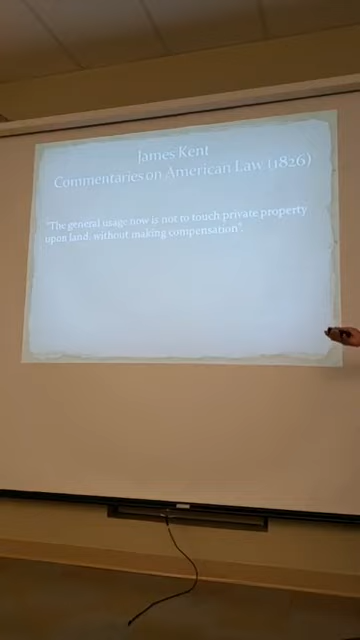 James Kent
Commentaries on American Law (1826)
"The general usage now is not to touch private property
upon land, without making compensation".